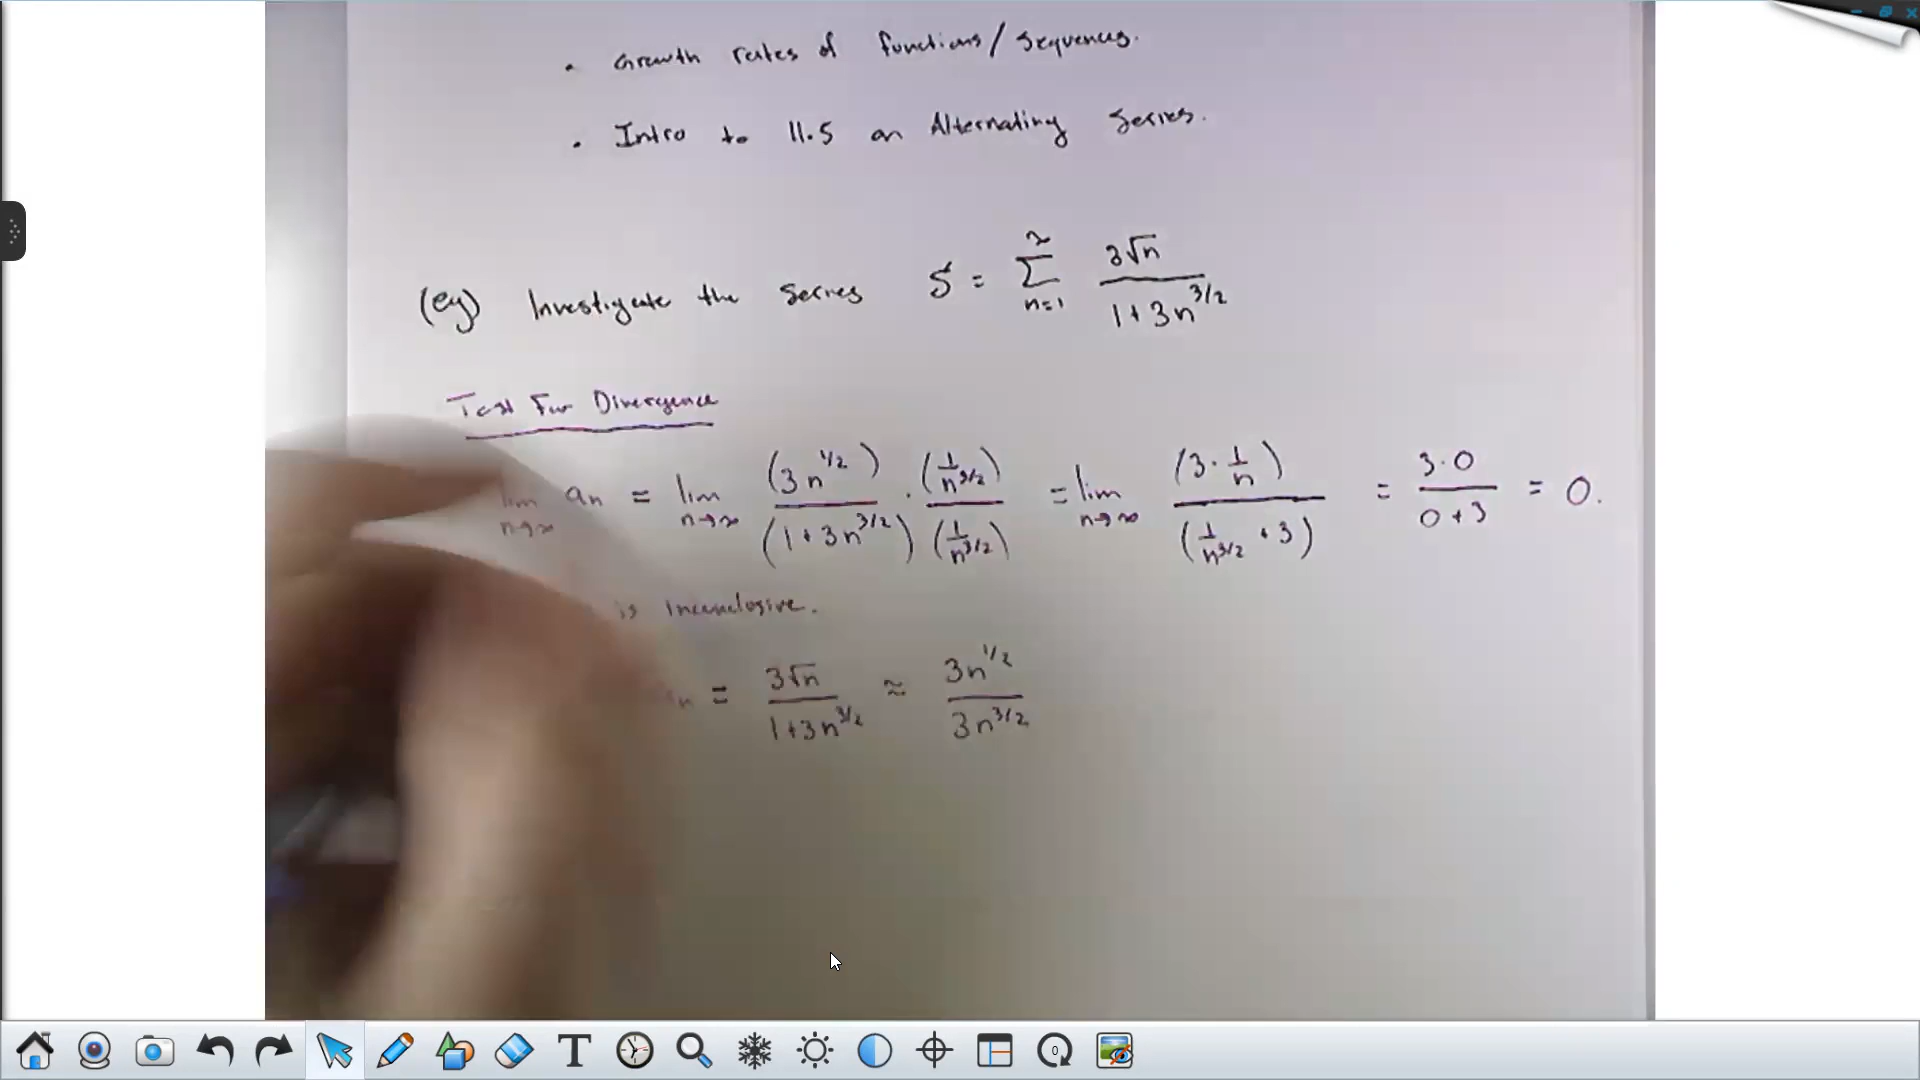 • Growth rates of functions/sequences.
• Intro to 11.5 on Alternating Series.
(eg) Investigate the series S = ∑_{n=1}^{∞} 3√n / (1+3n^{3/2})
Test For Divergence
lim_{n→∞} a_n = lim_{n→∞} (3n^{1/2}) / (1+3n^{3/2}) · (1/n^{3/2}) / (1/n^{3/2}) = lim_{n→∞} (3·1/n) / (1/n^{3/2} + 3) = 3·0 / (0+3) = 0.
is inconclusive.
n = 3√n / (1+3n^{3/2}) ≈ 3n^{1/2} / 3n^{3/2}
T
0